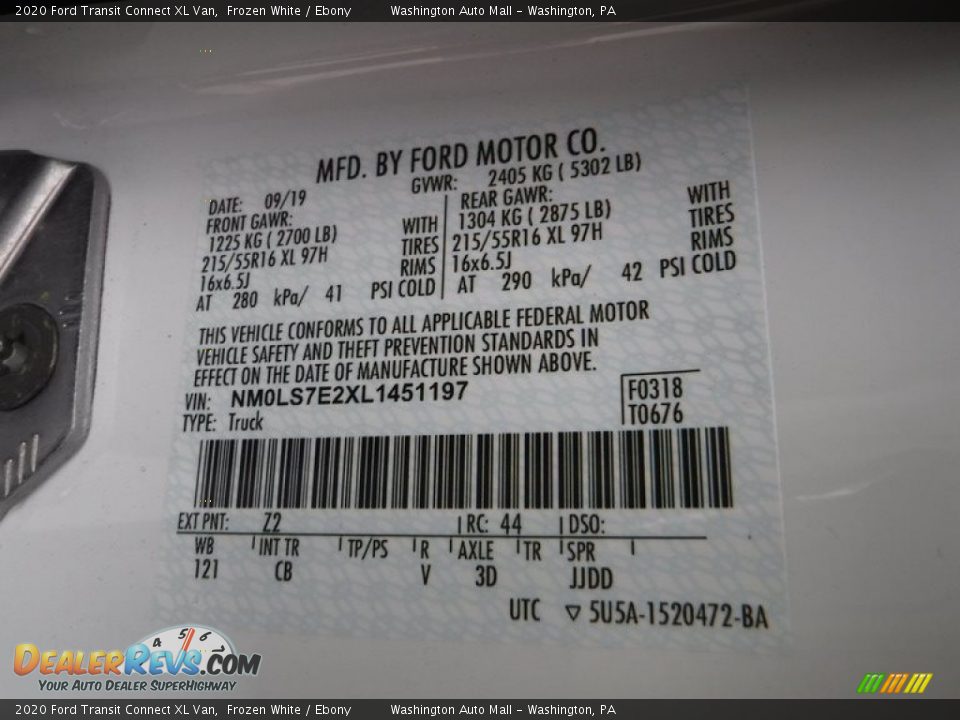 2020 Ford Transit Connect XL Van, Frozen White / Ebony Washington Auto Mall - Washington, PA
MFD. BY FORD MOTOR CO.
DATE: 09/19 GVWR: 2405 KG ( 5302 LB)
FRONT GAWR: REAR GAWR:
1225 KG ( 2700 LB) WITH 1304 KG ( 2875 LB) WITH
215/55R16 XL 97H TIRES 215/55R16 XL 97H TIRES
16x6.5J RIMS 16x6.5J RIMS
AT 280 kPa/ 41 PSI COLD AT 290 kPa/ 42 PSI COLD
THIS VEHICLE CONFORMS TO ALL APPLICABLE FEDERAL MOTOR
VEHICLE SAFETY AND THEFT PREVENTION STANDARDS IN
EFFECT ON THE DATE OF MANUFACTURE SHOWN ABOVE.
VIN: NM0LS7E2XL1451197 F0318
TYPE: Truck T0676
EXT PNT: Z2 RC: 44 DSO:
WB INT TR TP/PS R AXLE TR SPR
121 CB V 3D JJDD
UTC ▽ 5U5A-1520472-BA
4 5 6
DEALERREVS.COM
YOUR AUTO DEALER SUPERHIGHWAY
2020 Ford Transit Connect XL Van, Frozen White / Ebony Washington Auto Mall - Washington, PA